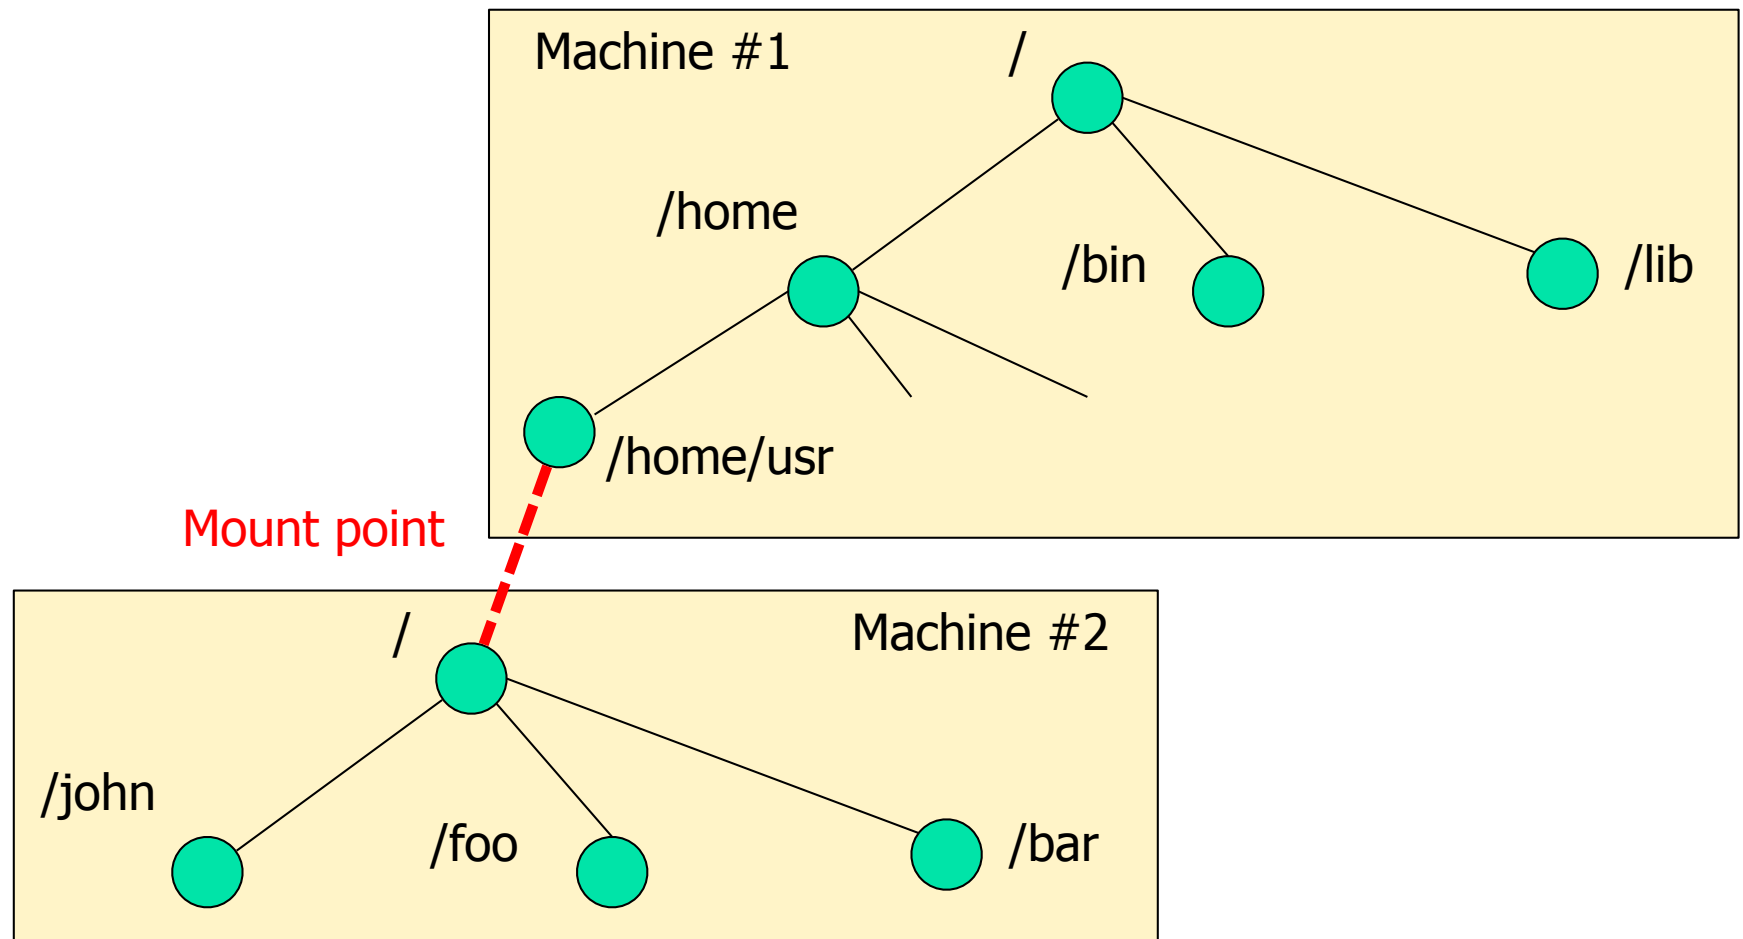 Machine #1
/
/home
/bin
/lib
/home/usr
Mount point
/
Machine #2
/john
/foo
/bar